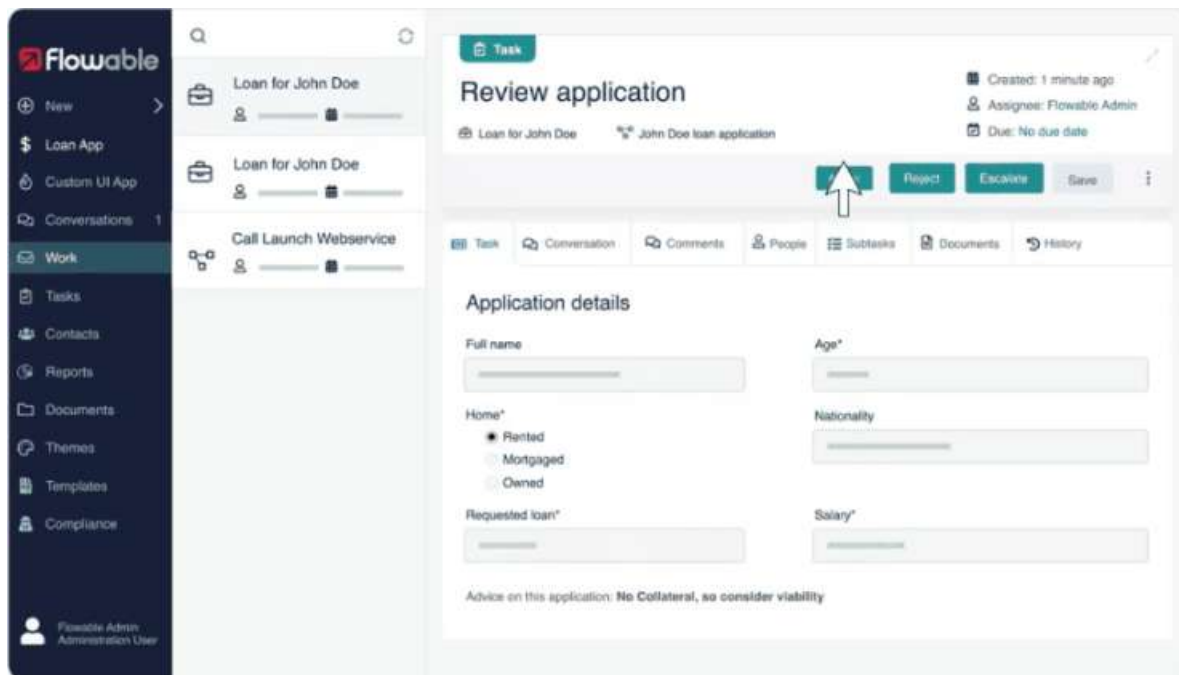 Flowable
New
Loan App
Custom UI App
Conversations 1
Work
Tasks
Contacts
Reports
Documents
Themes
Templates
Compliance
Flowable Admin
Administration User
Loan for John Doe
Loan for John Doe
Call Launch Webservice
Task
Review application
Loan for John Doe John Doe loan application
Created: 1 minute ago
Assignee: Flowable Admin
Due: No due date
Reject Escalate Save
Task Conversation Comments People Subtasks Documents History
Application details
Full name Age*
Home* Nationality
Rented
Mortgaged
Owned
Requested loan* Salary*
Advice on this application: No Collateral, so consider viability